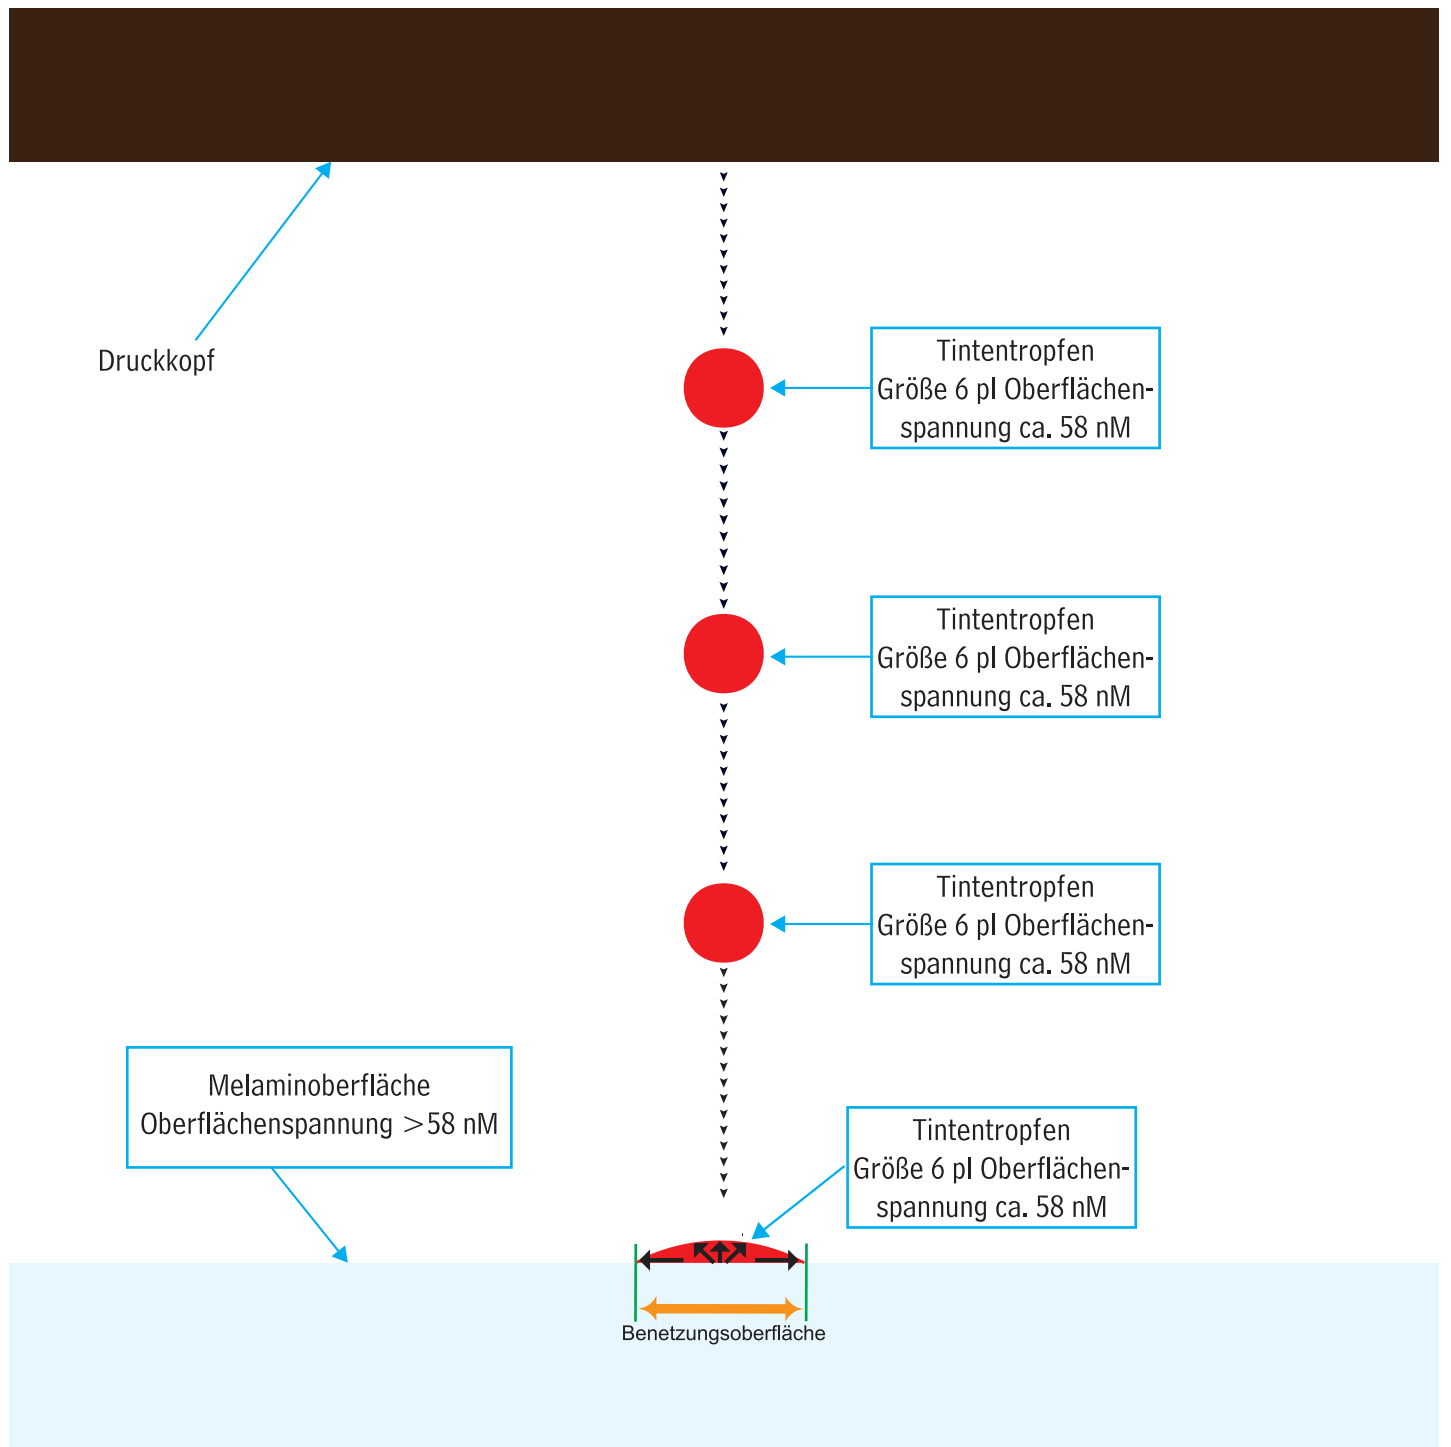 Druckkopf
Tintentropfen
Größe 6 pl Oberflächen-
spannung ca. 58 nM
Tintentropfen
Größe 6 pl Oberflächen-
spannung ca. 58 nM
Tintentropfen
Größe 6 pl Oberflächen-
spannung ca. 58 nM
Melaminoberfläche
Oberflächenspannung >58 nM
Tintentropfen
Größe 6 pl Oberflächen-
spannung ca. 58 nM
Benetzungsoberfläche